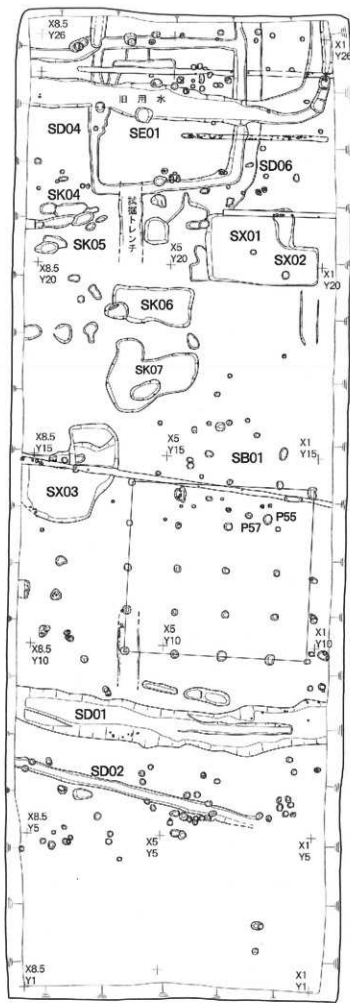 X8.5
Y26
X1
Y26
旧用水
SD04
SE01
SD06
SK04
試掘トレンチ
SX01
SK05
X5
Y20
SX02
X8.5
Y20
X1
Y20
SK06
SK07
X8.5
Y15
X5
Y15
X1
Y15
SB01
SX03
P57
P55
X8.5
Y10
X5
Y10
X1
Y10
SD01
SD02
X8.5
Y5
X5
Y5
X1
Y5
X8.5
Y1
X1
Y1